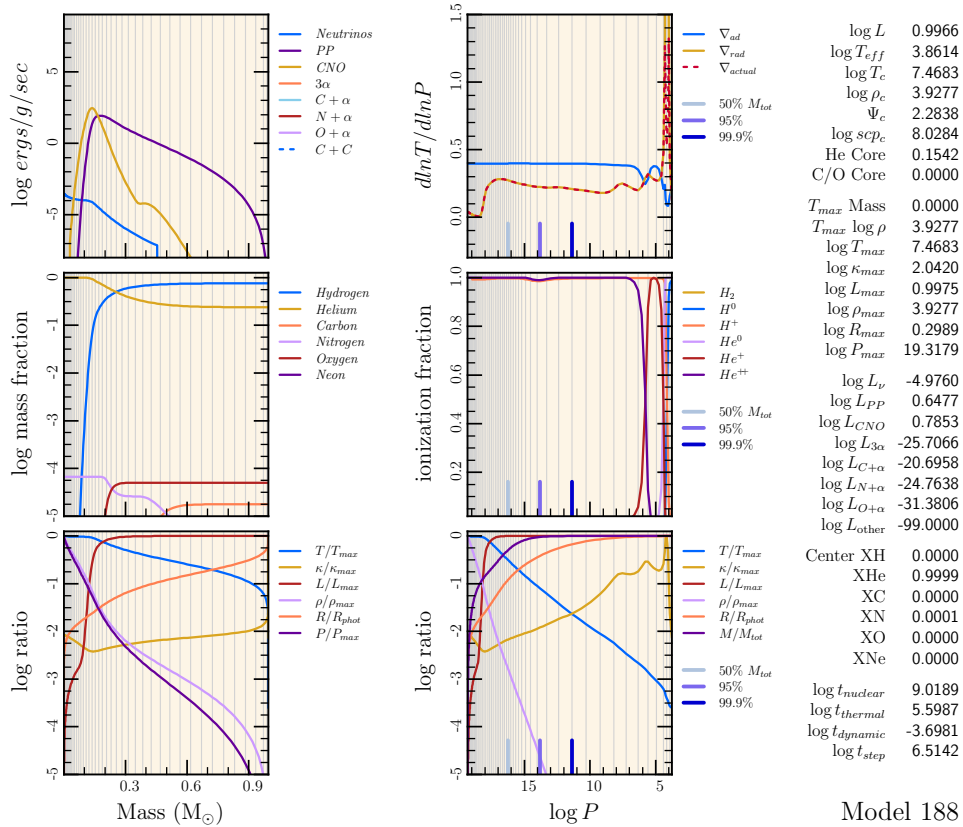 log ergs/g/sec
5
0
-5
Neutrinos
PP
CNO
3α
C + α
N + α
O + α
C + C
dlnT/dlnP
1.5
1.0
0.5
0.0
∇ad
∇rad
∇actual
50% Mtot
95%
99.9%
log L 0.9966
log Teff 3.8614
log Tc 7.4683
log ρc 3.9277
Ψc 2.2838
log scpc 8.0284
He Core 0.1542
C/O Core 0.0000
Tmax Mass 0.0000
Tmax log ρ 3.9277
log Tmax 7.4683
log κmax 2.0420
log Lmax 0.9975
log ρmax 3.9277
log Rmax 0.2989
log Pmax 19.3179
log Lν -4.9760
log LPP 0.6477
log LCNO 0.7853
log L3α -25.7066
log LC+α -20.6958
log LN+α -24.7638
log LO+α -31.3806
log Lother -99.0000
Center XH 0.0000
XHe 0.9999
XC 0.0000
XN 0.0001
XO 0.0000
XNe 0.0000
log tnuclear 9.0189
log tthermal 5.5987
log tdynamic -3.6981
log tstep 6.5142
log mass fraction
0
-1
-2
-3
-4
-5
Hydrogen
Helium
Carbon
Nitrogen
Oxygen
Neon
ionization fraction
1.0
0.8
0.6
0.4
0.2
H2
H0
H+
He0
He+
He++
50% Mtot
95%
99.9%
log ratio
0
-1
-2
-3
-4
-5
0.3 0.6 0.9
Mass (M☉)
T/Tmax
κ/κmax
L/Lmax
ρ/ρmax
R/Rphot
P/Pmax
log ratio
0
-1
-2
-3
-4
-5
15 10 5
log P
T/Tmax
κ/κmax
L/Lmax
ρ/ρmax
R/Rphot
M/Mtot
50% Mtot
95%
99.9%
Model 188